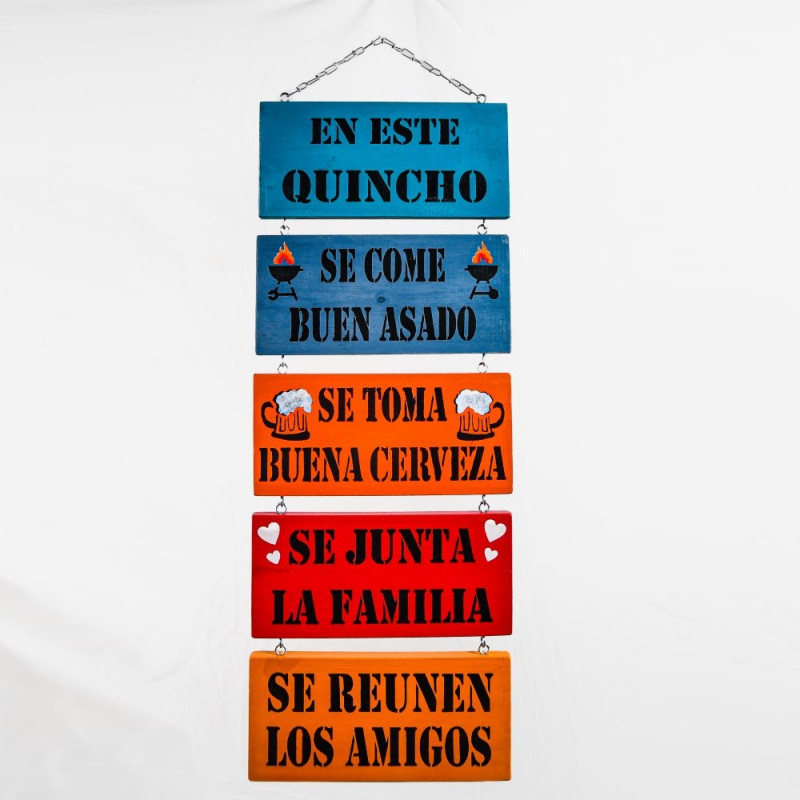 EN ESTE
QUINCHO
SE COME
BUEN ASADO
SE TOMA
BUENA CERVEZA
SE JUNTA
LA FAMILIA
SE REUNEN
LOS AMIGOS